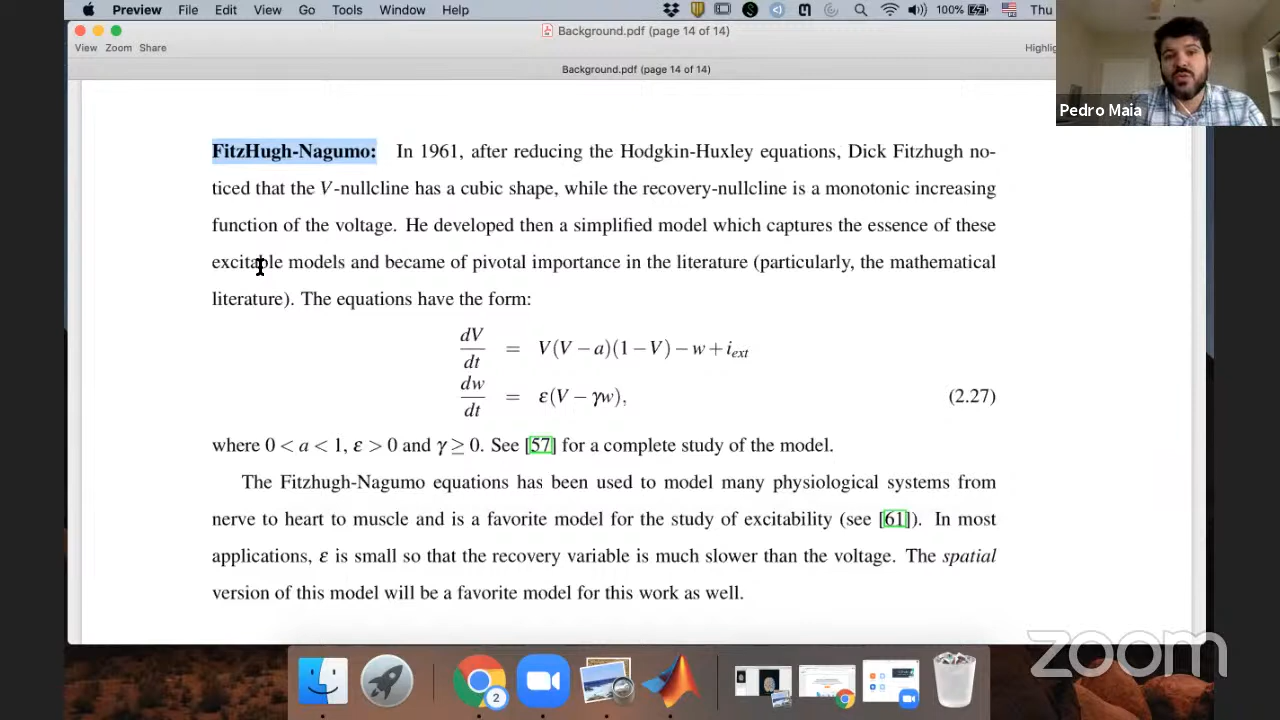 Preview File Edit View Go Tools Window Help 100% Thu
Background.pdf (page 14 of 14)
View Zoom Share
Background.pdf (page 14 of 14)
Pedro Maia
FitzHugh-Nagumo: In 1961, after reducing the Hodgkin-Huxley equations, Dick Fitzhugh no-
ticed that the V-nullcline has a cubic shape, while the recovery-nullcline is a monotonic increasing
function of the voltage. He developed then a simplified model which captures the essence of these
excitable models and became of pivotal importance in the literature (particularly, the mathematical
literature). The equations have the form:
dV/dt = V(V − a)(1 − V) − w + i_ext
dw/dt = ε(V − γw), (2.27)
where 0 < a < 1, ε > 0 and γ ≥ 0. See [57] for a complete study of the model.
The Fitzhugh-Nagumo equations has been used to model many physiological systems from
nerve to heart to muscle and is a favorite model for the study of excitability (see [61]). In most
applications, ε is small so that the recovery variable is much slower than the voltage. The spatial
version of this model will be a favorite model for this work as well.
2
zoom